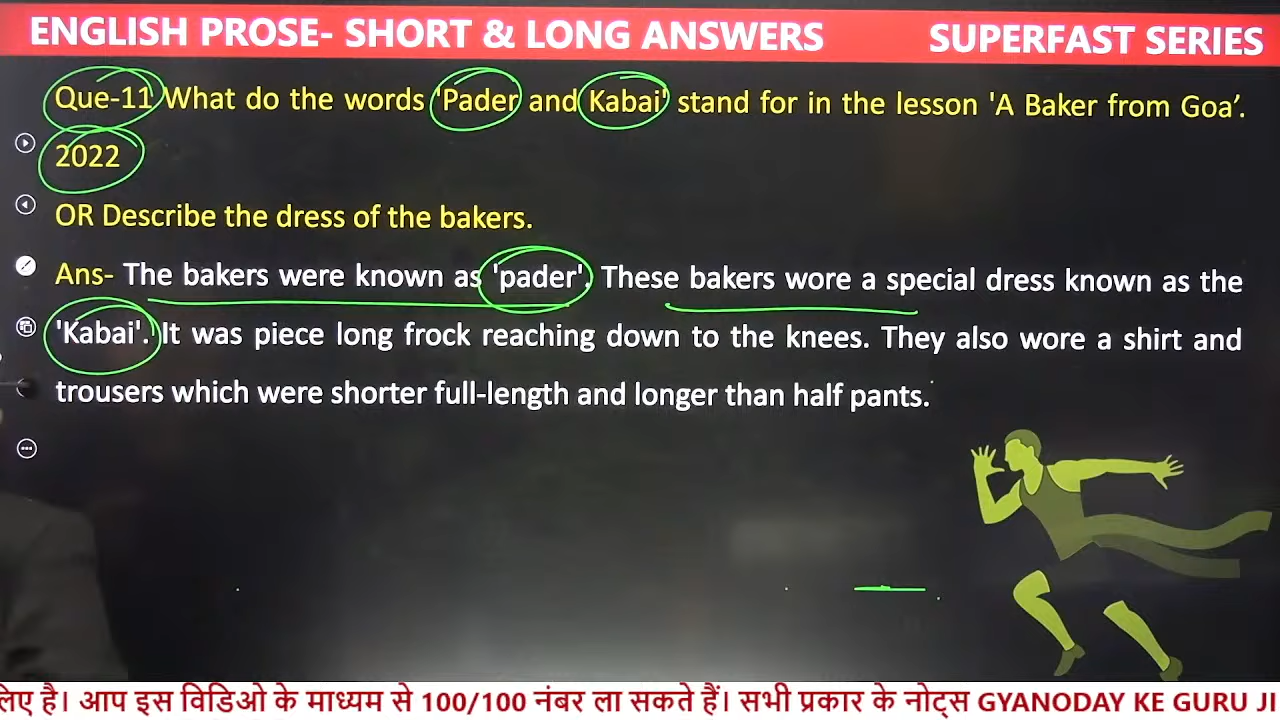 ENGLISH PROSE- SHORT & LONG ANSWERS SUPERFAST SERIES
Que-11 What do the words 'Pader and Kabai' stand for in the lesson 'A Baker from Goa'.
2022
OR Describe the dress of the bakers.
Ans- The bakers were known as 'pader'. These bakers wore a special dress known as the
'Kabai'. It was piece long frock reaching down to the knees. They also wore a shirt and
trousers which were shorter full-length and longer than half pants.
लिए है। आप इस विडिओ के माध्यम से 100/100 नंबर ला सकते हैं। सभी प्रकार के नोट्स GYANODAY KE GURU JI